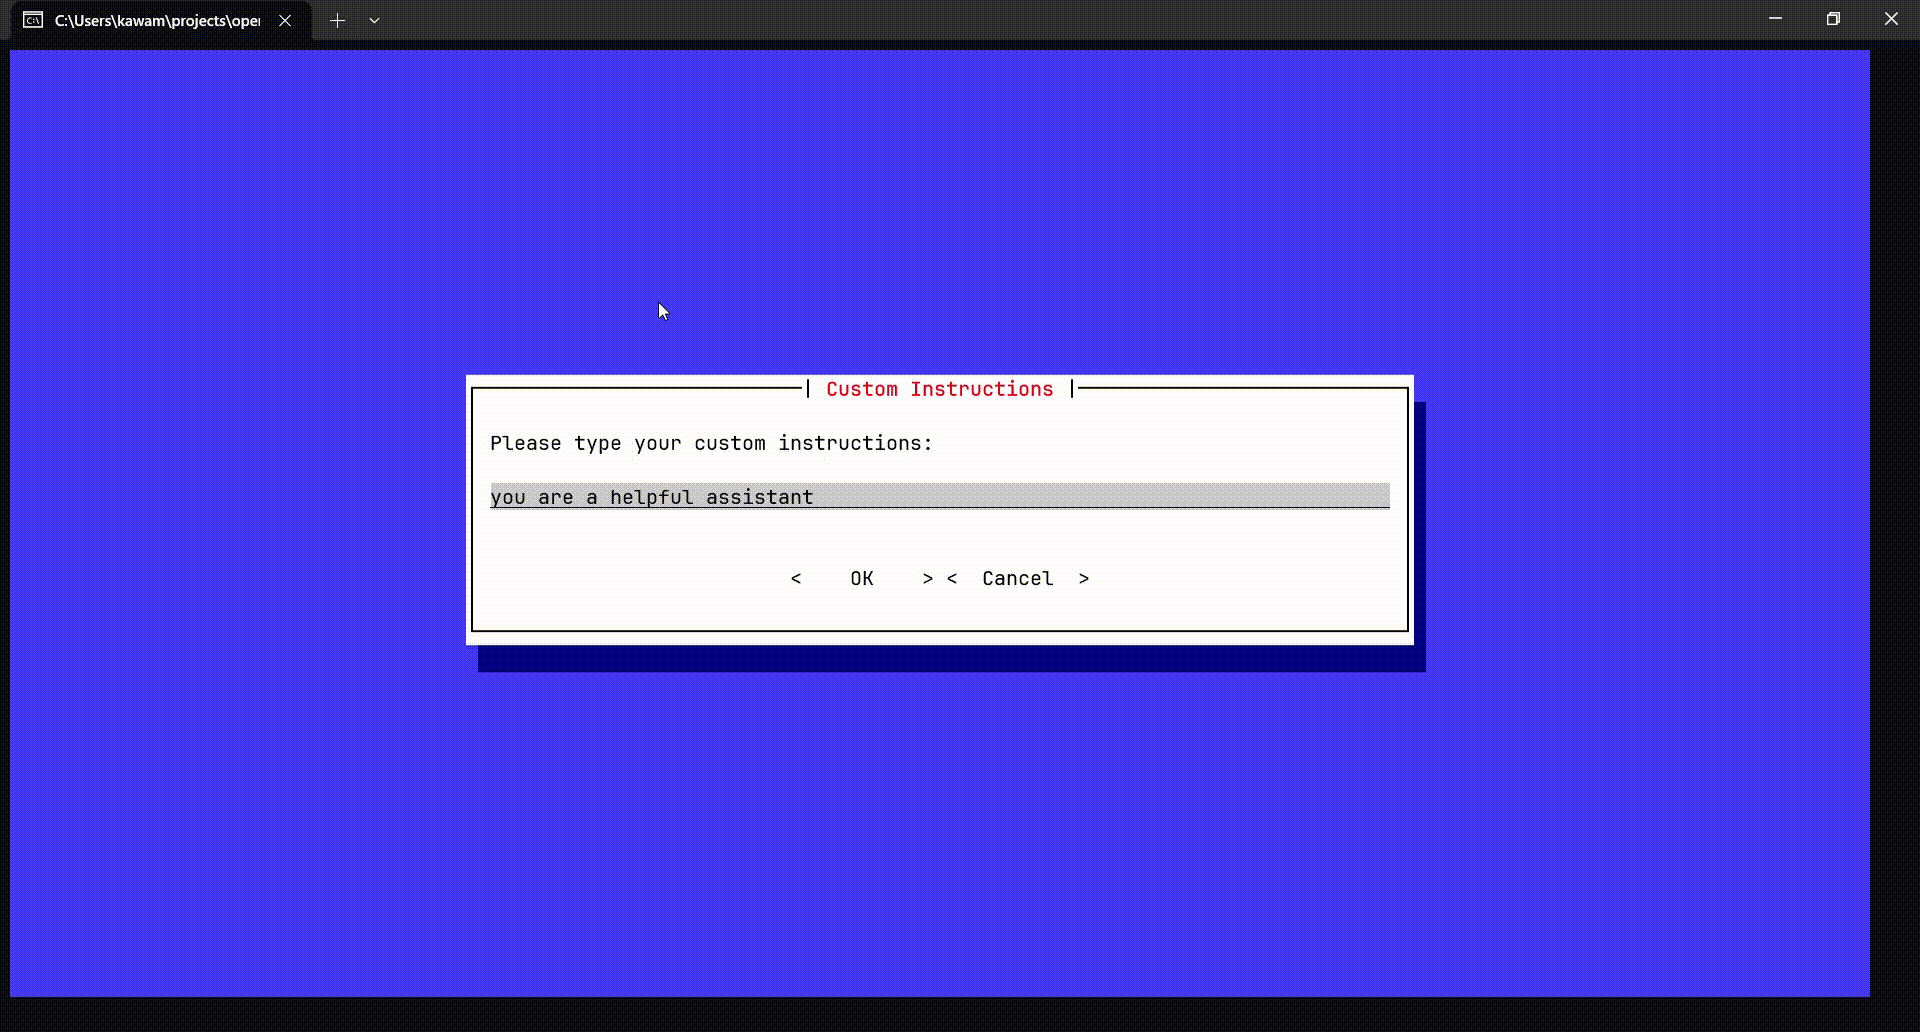 C:\Users\kawam\projects\ope
Custom Instructions
Please type your custom instructions:
you are a helpful assistant
< OK > < Cancel >